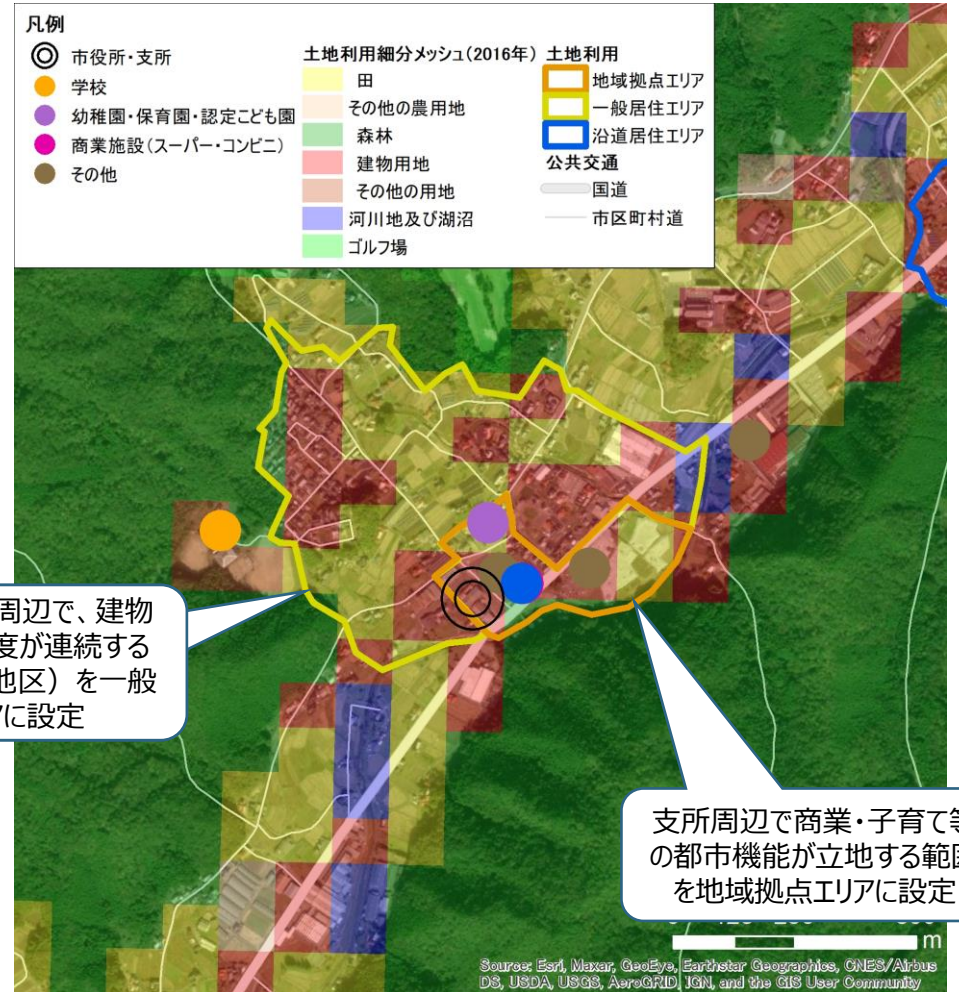 凡例
市役所・支所
学校
幼稚園・保育園・認定こども園
商業施設(スーパー・コンビニ)
その他
土地利用細分メッシュ(2016年)
田
その他の農用地
森林
建物用地
その他の用地
河川地及び湖沼
ゴルフ場
土地利用
地域拠点エリア
一般居住エリア
沿道居住エリア
公共交通
国道
市区町村道
周辺で、建物
度が連続する
地区）を一般
に設定
支所周辺で商業・子育て等
の都市機能が立地する範囲
を地域拠点エリアに設定
m
Source: Esri, Maxar, GeoEye, Earthstar Geographics, CNES/Airbus
DS, USDA, USGS, AeroGRID, IGN, and the GIS User Community